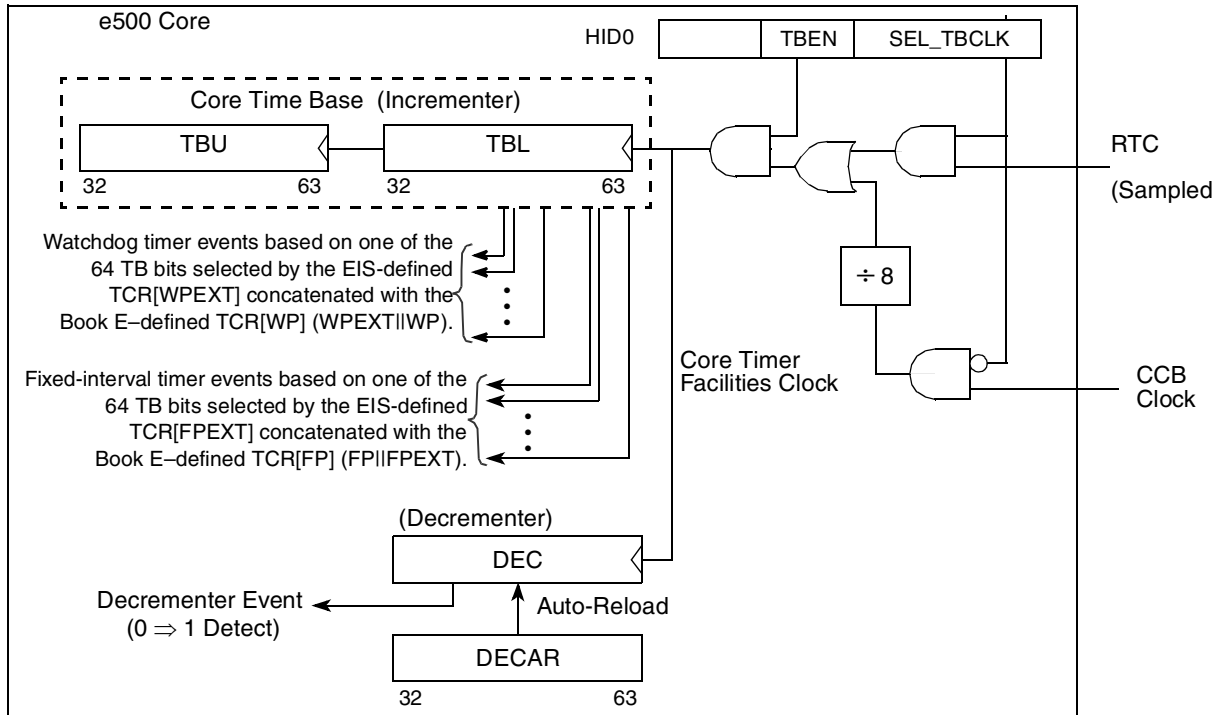 e500 Core
HID0 TBEN SEL_TBCLK
Core Time Base (Incrementer)
TBU TBL
32 63 32 63
RTC
(Sampled
Watchdog timer events based on one of the
64 TB bits selected by the EIS-defined
TCR[WPEXT] concatenated with the
Book E–defined TCR[WP] (WPEXT||WP).
÷ 8
Core Timer
Facilities Clock
CCB
Clock
Fixed-interval timer events based on one of the
64 TB bits selected by the EIS-defined
TCR[FPEXT] concatenated with the
Book E–defined TCR[FP] (FP||FPEXT).
(Decrementer)
DEC
Decrementer Event
(0 ⇒ 1 Detect)
Auto-Reload
DECAR
32 63